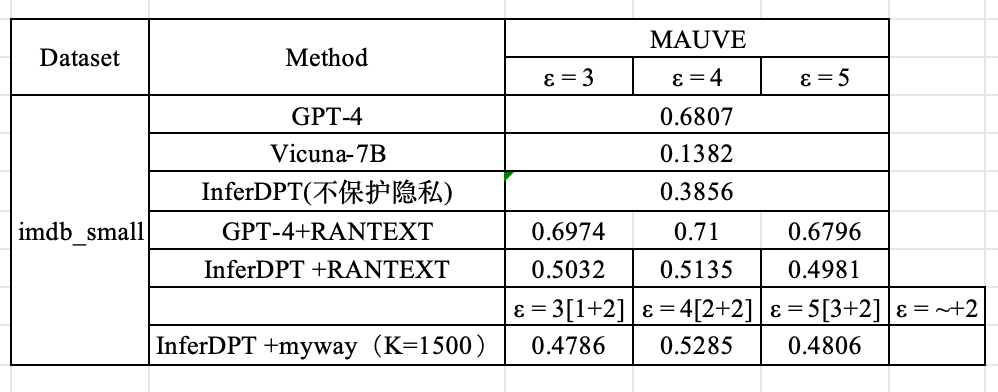 Dataset Method MAUVE
ε = 3 ε = 4 ε = 5
imdb_small
GPT-4 0.6807
Vicuna-7B 0.1382
InferDPT(不保护隐私) 0.3856
GPT-4+RANTEXT 0.6974 0.71 0.6796
InferDPT +RANTEXT 0.5032 0.5135 0.4981
ε = 3[1+2] ε = 4[2+2] ε = 5[3+2] ε = ~+2
InferDPT +myway（K=1500） 0.4786 0.5285 0.4806